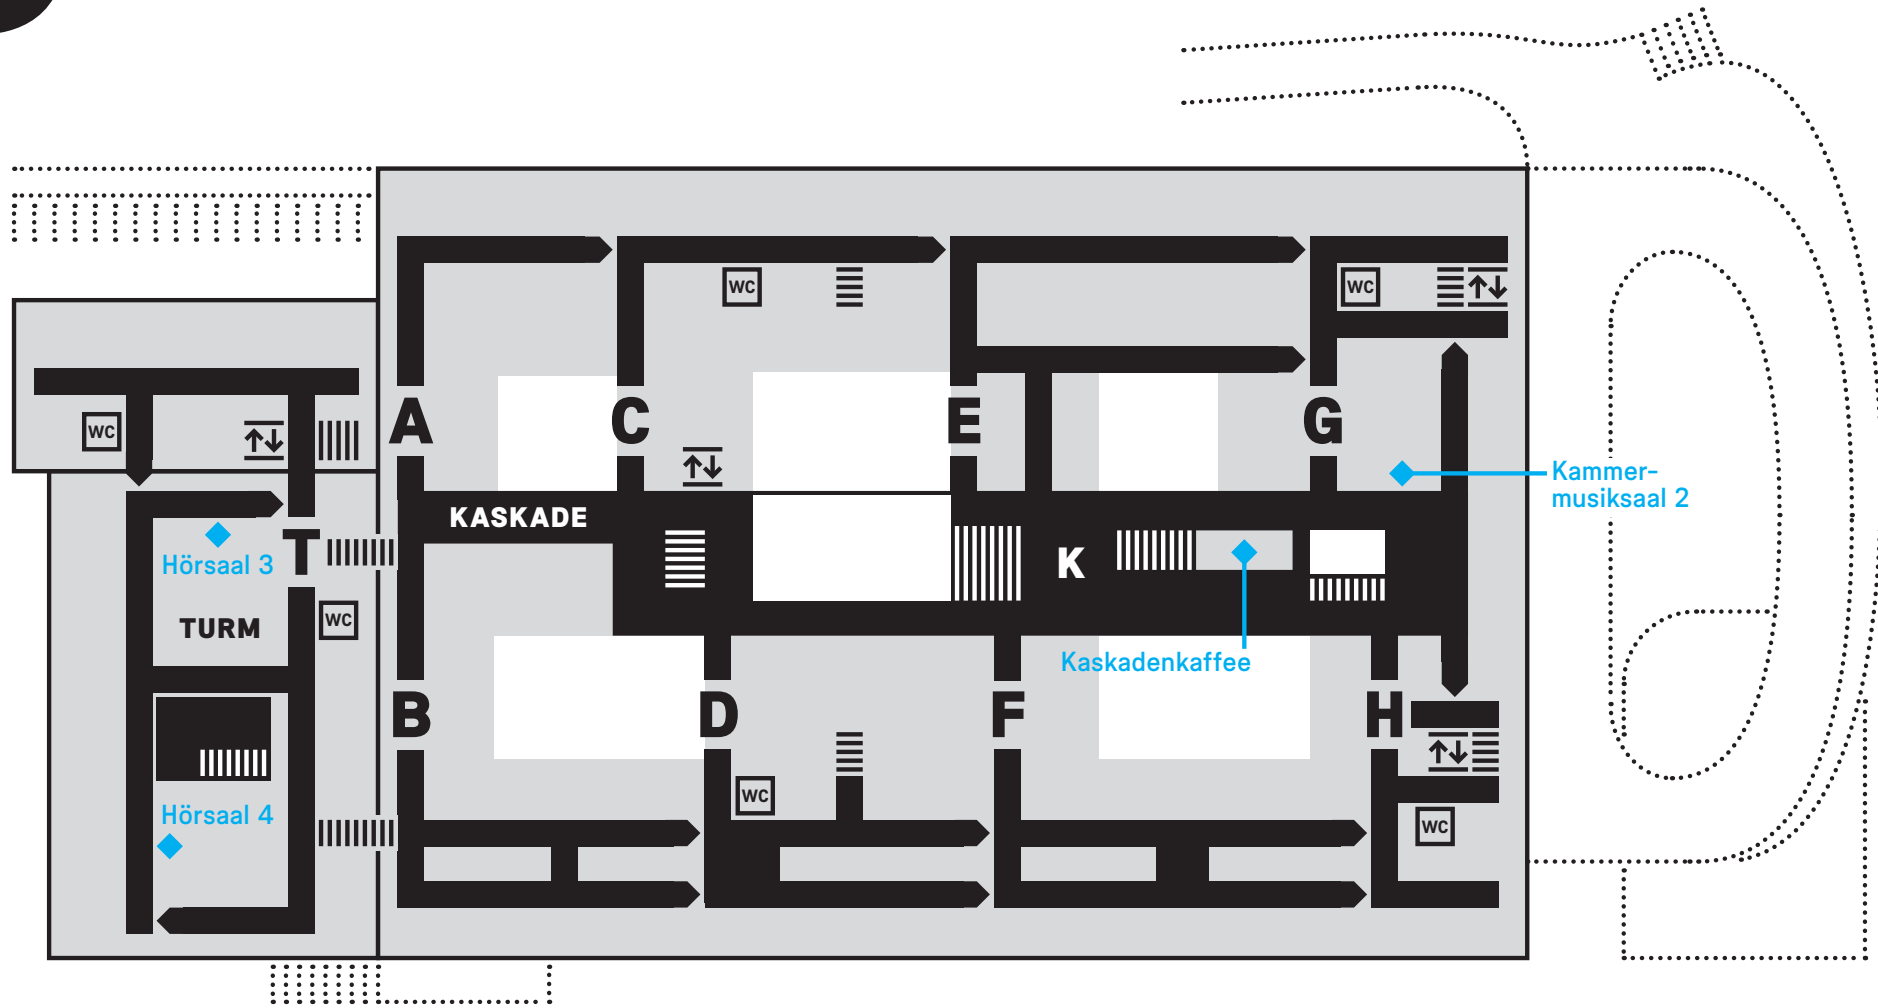 WC
WC
A
C
E
G
WC
Kammer-
musiksaal 2
KASKADE
Hörsaal 3
T
K
TURM
WC
Kaskadenkaffee
B
D
F
H
WC
Hörsaal 4
WC